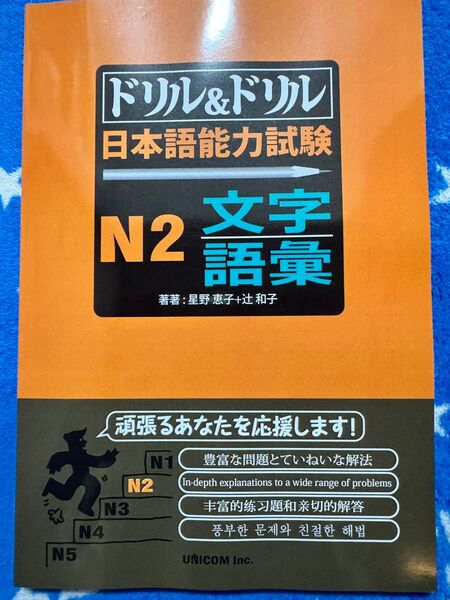 ドリル&ドリル
日本語能力試験
N2 文字
語彙
著著:星野 恵子+辻 和子
頑張るあなたを応援します!
N1 豊富な問題とていねいな解法
N2 In-depth explanations to a wide range of problems
N3 丰富的练习题和亲切的解答
N4 풍부한 문제와 친절한 해법
N5
UNICOM Inc.